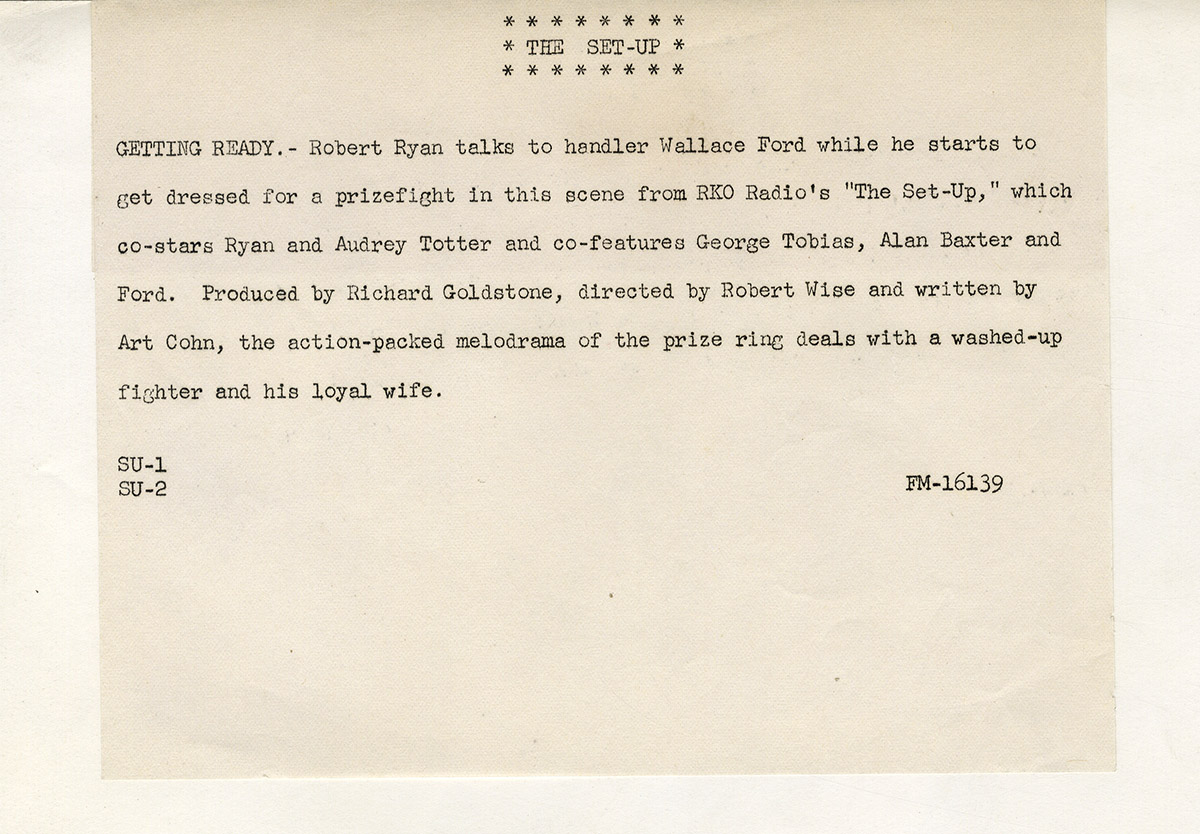 * * * * * * * *
* THE SET-UP *
* * * * * * * *
GETTING READY.- Robert Ryan talks to handler Wallace Ford while he starts to
get dressed for a prizefight in this scene from RKO Radio's "The Set-Up," which
co-stars Ryan and Audrey Totter and co-features George Tobias, Alan Baxter and
Ford. Produced by Richard Goldstone, directed by Robert Wise and written by
Art Cohn, the action-packed melodrama of the prize ring deals with a washed-up
fighter and his loyal wife.
SU-1
SU-2
FM-16139